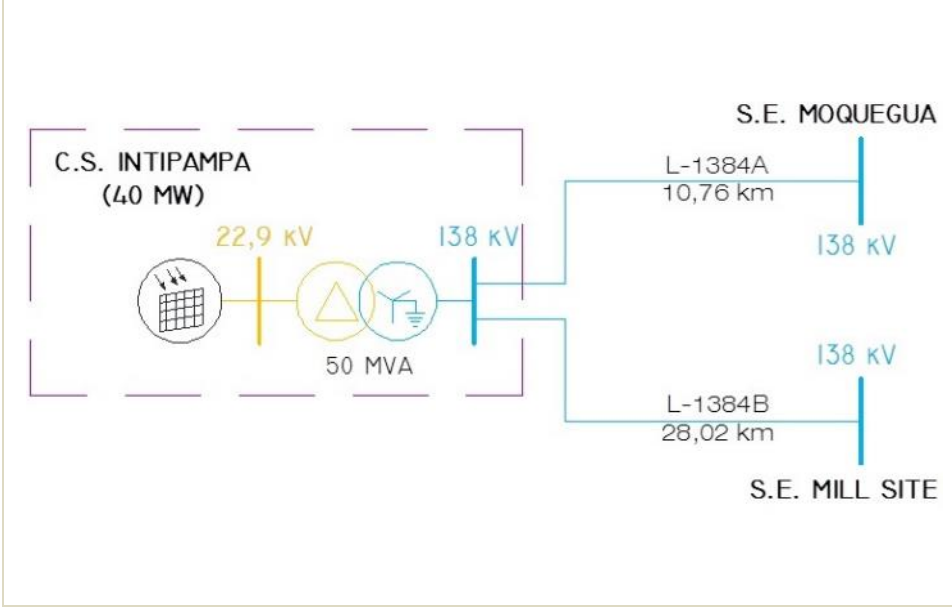 S.E. MOQUEGUA
C.S. INTIPAMPA
(40 MW)
L-1384A
10,76 km
22,9 kV
138 kV
138 kV
50 MVA
138 kV
L-1384B
28,02 km
S.E. MILL SITE